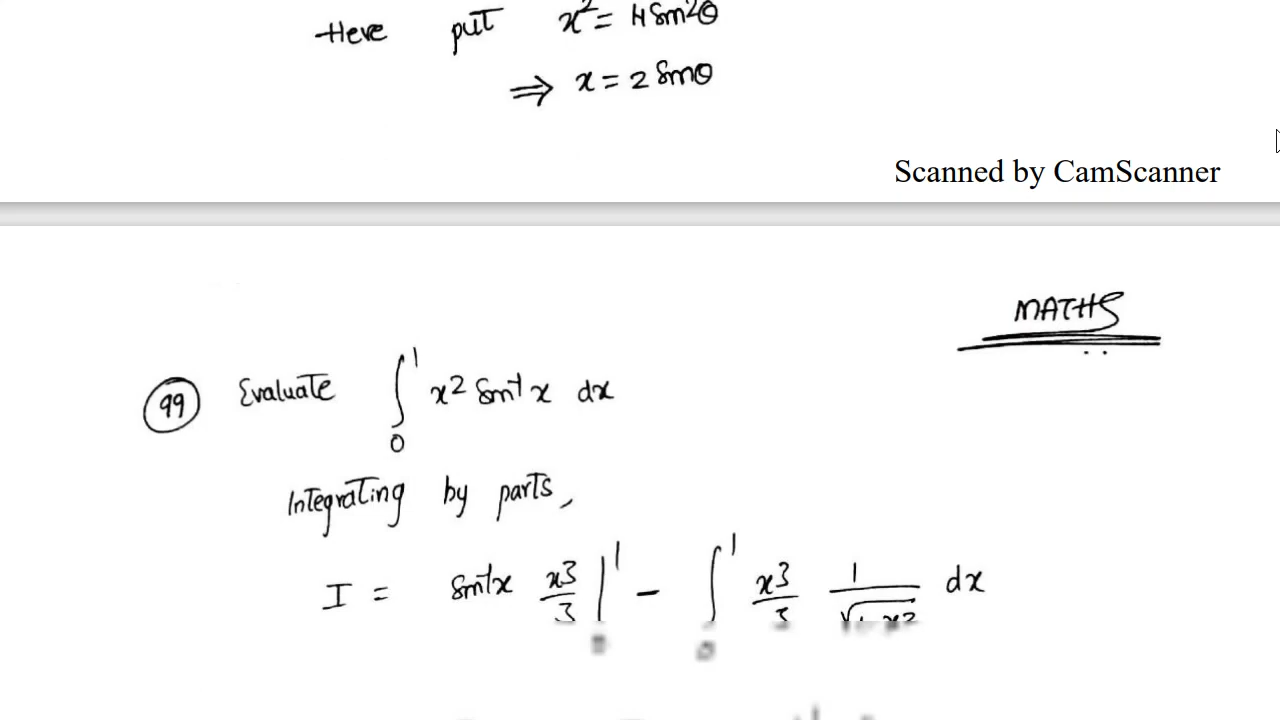 Here put x² = 4 Sin²θ
⇒ x = 2 Sinθ
Scanned by CamScanner
MATHS
99 Evaluate ∫₀¹ x² Sin⁻¹x dx
Integrating by parts,
I = Sin⁻¹x x³/3 |₀¹ - ∫₀¹ x³/3 1/√(1-x²) dx